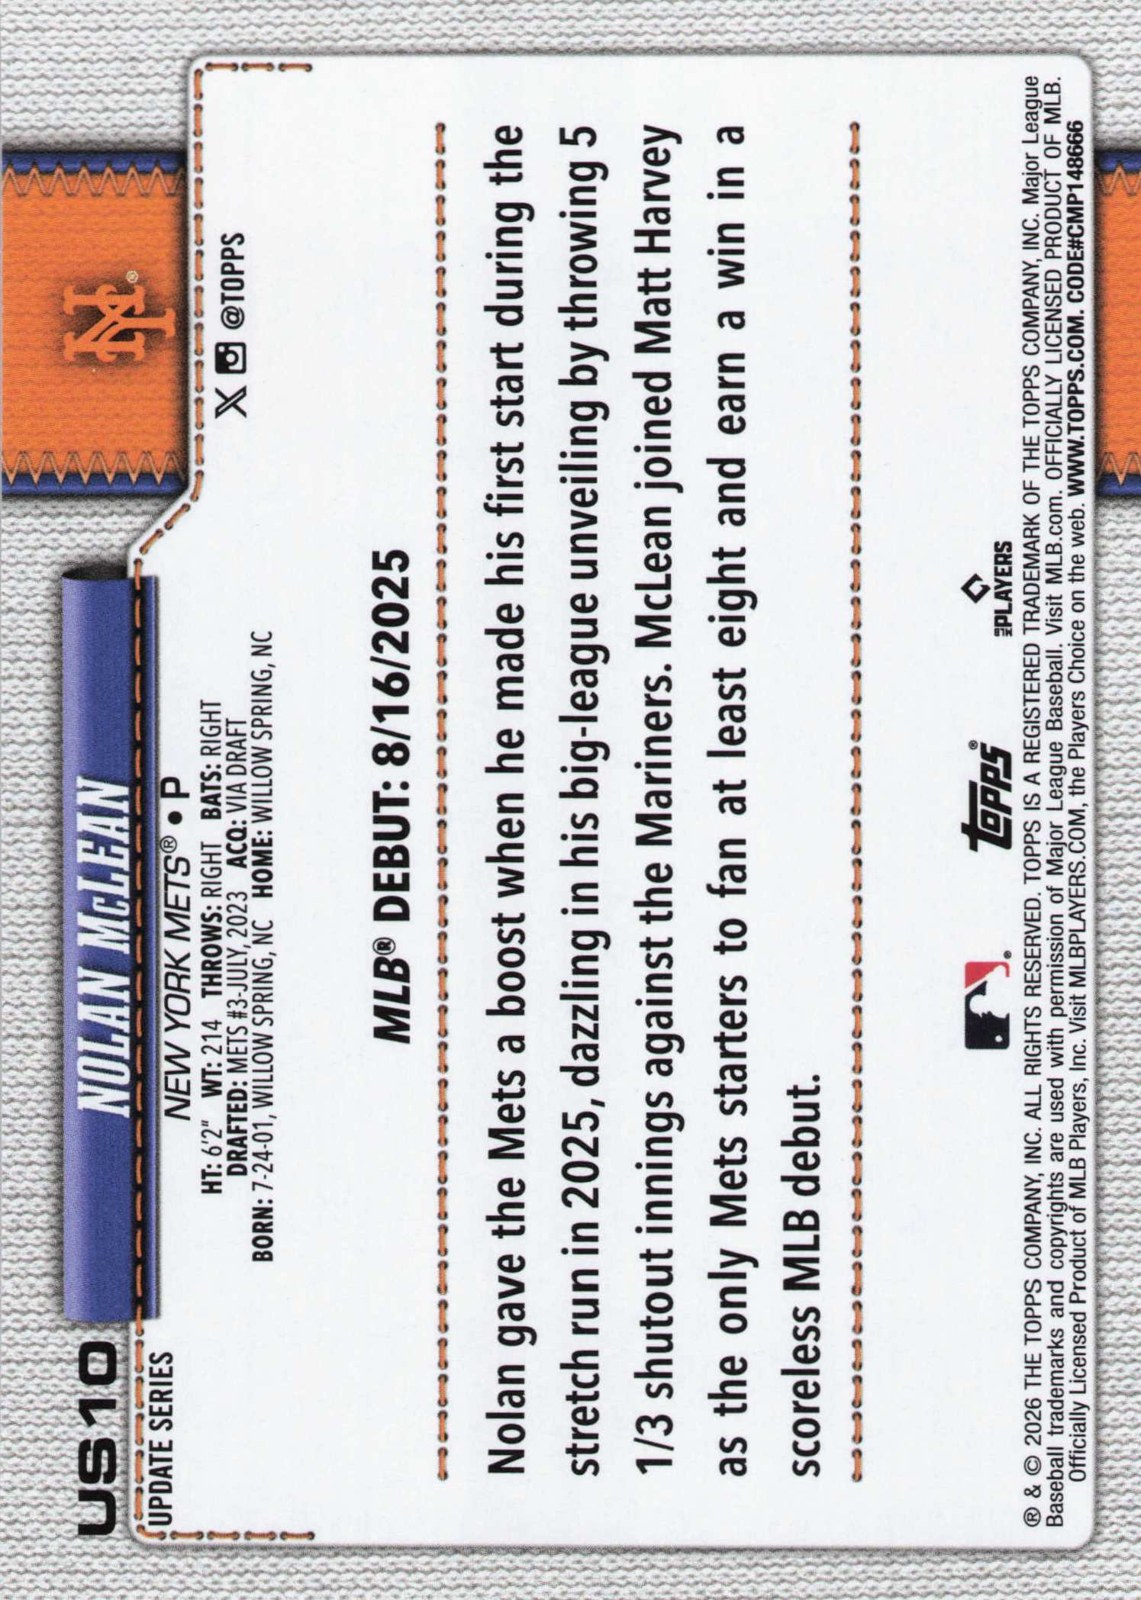 US10
NOLAN McLEAN
UPDATE SERIES
NEW YORK METS® • P
HT: 6'2" WT: 214 THROWS: RIGHT BATS: RIGHT
DRAFTED: METS #3-JULY, 2023 ACQ: VIA DRAFT
BORN: 7-24-01, WILLOW SPRING, NC HOME: WILLOW SPRING, NC
@TOPPS
MLB® DEBUT: 8/16/2025
Nolan gave the Mets a boost when he made his first start during the
stretch run in 2025, dazzling in his big-league unveiling by throwing 5
1/3 shutout innings against the Mariners. McLean joined Matt Harvey
as the only Mets starters to fan at least eight and earn a win in a
scoreless MLB debut.
topps®
MLB PLAYERS
® & © 2026 THE TOPPS COMPANY, INC. ALL RIGHTS RESERVED. TOPPS IS A REGISTERED TRADEMARK OF THE TOPPS COMPANY, INC. Major League
Baseball trademarks and copyrights are used with permission of Major League Baseball. Visit MLB.com. OFFICIALLY LICENSED PRODUCT OF MLB.
Officially Licensed Product of MLB Players, Inc. Visit MLBPLAYERS.COM, the Players Choice on the web. WWW.TOPPS.COM. CODE#CMP148666